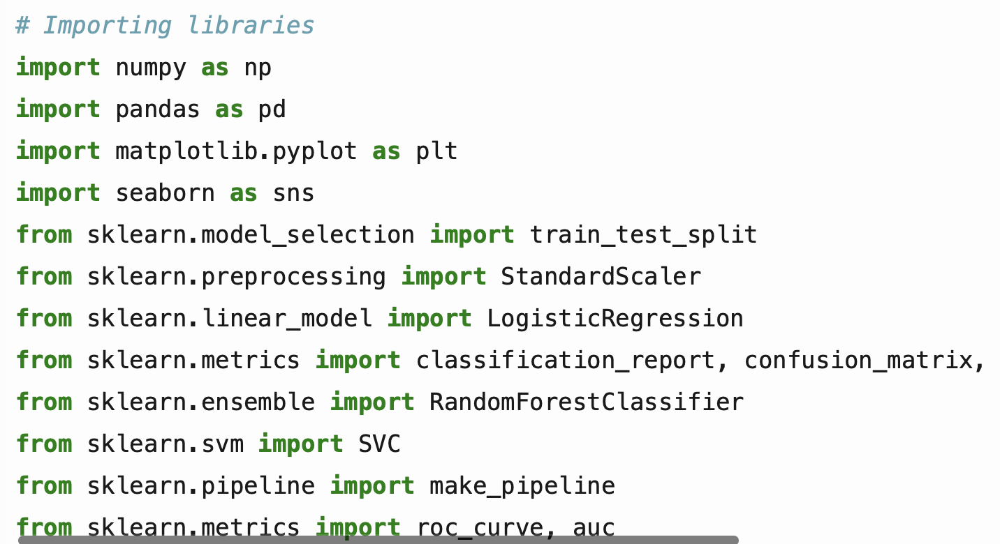 # Importing libraries
import numpy as np
import pandas as pd
import matplotlib.pyplot as plt
import seaborn as sns
from sklearn.model_selection import train_test_split
from sklearn.preprocessing import StandardScaler
from sklearn.linear_model import LogisticRegression
from sklearn.metrics import classification_report, confusion_matrix,
from sklearn.ensemble import RandomForestClassifier
from sklearn.svm import SVC
from sklearn.pipeline import make_pipeline
from sklearn.metrics import roc_curve, auc